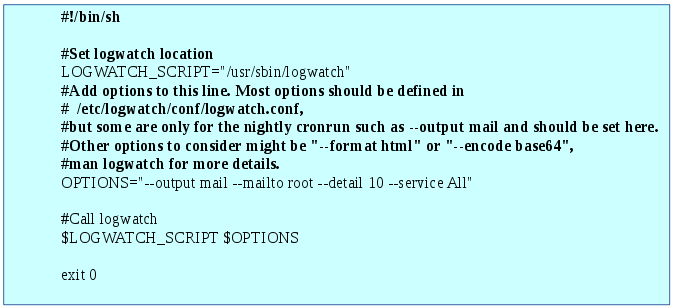 #!/bin/sh
#Set logwatch location
LOGWATCH_SCRIPT="/usr/sbin/logwatch"
#Add options to this line. Most options should be defined in
# /etc/logwatch/conf/logwatch.conf,
#but some are only for the nightly cronrun such as --output mail and should be set here.
#Other options to consider might be "--format html" or "--encode base64",
#man logwatch for more details.
OPTIONS="--output mail --mailto root --detail 10 --service All"
#Call logwatch
$LOGWATCH_SCRIPT $OPTIONS
exit 0